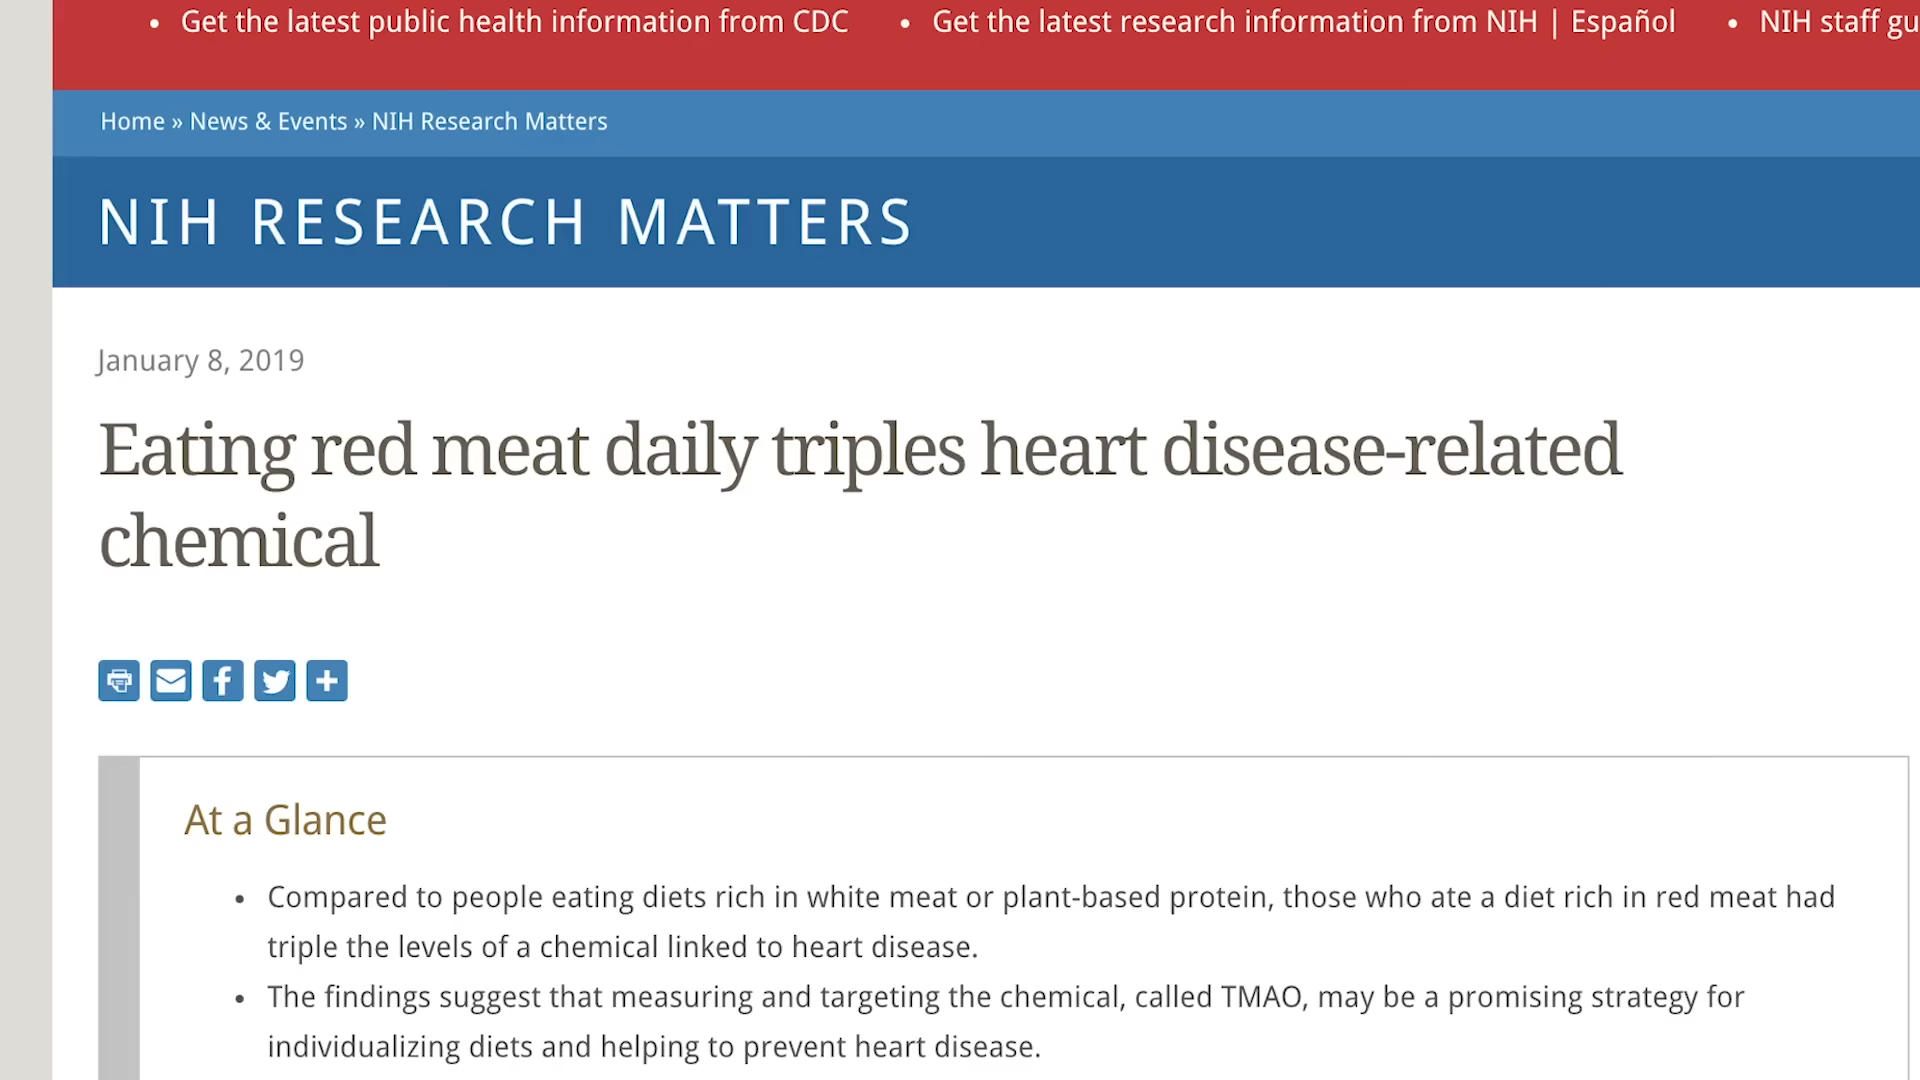 • Get the latest public health information from CDC • Get the latest research information from NIH | Español • NIH staff gu
Home » News & Events » NIH Research Matters
NIH RESEARCH MATTERS
January 8, 2019
Eating red meat daily triples heart disease-related
chemical
At a Glance
• Compared to people eating diets rich in white meat or plant-based protein, those who ate a diet rich in red meat had
triple the levels of a chemical linked to heart disease.
• The findings suggest that measuring and targeting the chemical, called TMAO, may be a promising strategy for
individualizing diets and helping to prevent heart disease.